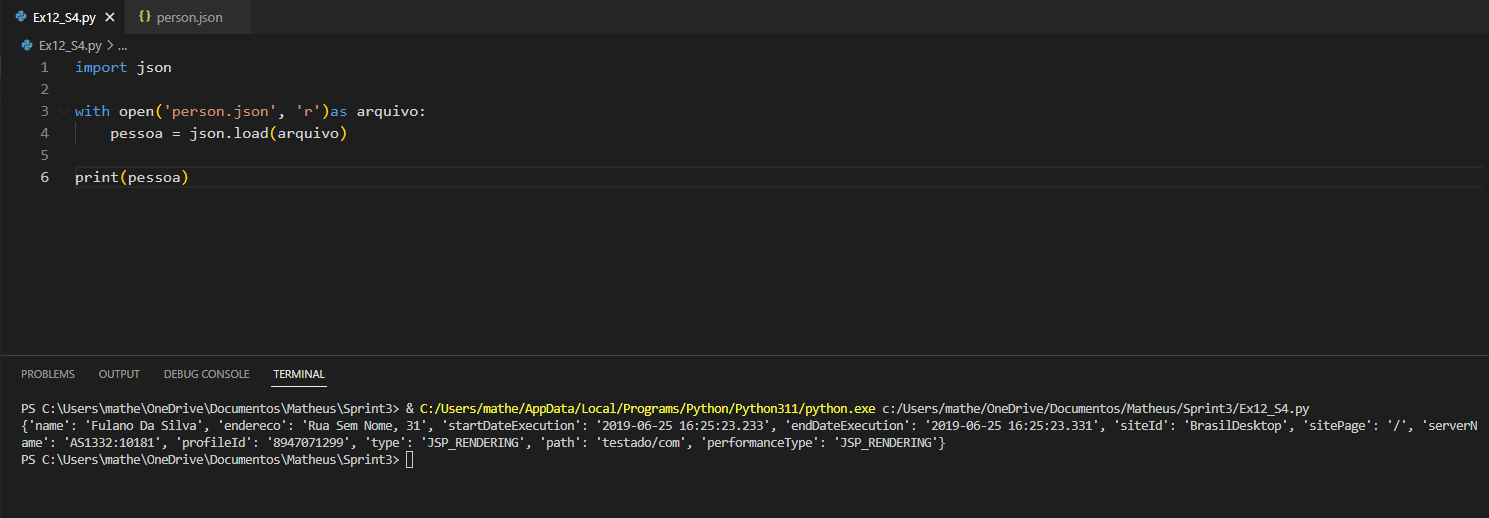 Ex12_S4.py
{} person.json
Ex12_S4.py > ...
1 import json
2
3 with open('person.json', 'r')as arquivo:
4     pessoa = json.load(arquivo)
5
6 print(pessoa)
PROBLEMS OUTPUT DEBUG CONSOLE TERMINAL
PS C:\Users\mathe\OneDrive\Documentos\Matheus\Sprint3> & C:/Users/mathe/AppData/Local/Programs/Python/Python311/python.exe c:/Users/mathe/OneDrive/Documentos/Matheus/Sprint3/Ex12_S4.py
{'name': 'Fulano Da Silva', 'endereco': 'Rua Sem Nome, 31', 'startDateExecution': '2019-06-25 16:25:23.233', 'endDateExecution': '2019-06-25 16:25:23.331', 'siteId': 'BrasilDesktop', 'sitePage': '/', 'serverN
ame': 'AS1332:10181', 'profileId': '8947071299', 'type': 'JSP_RENDERING', 'path': 'testado/com', 'performanceType': 'JSP_RENDERING'}
PS C:\Users\mathe\OneDrive\Documentos\Matheus\Sprint3>